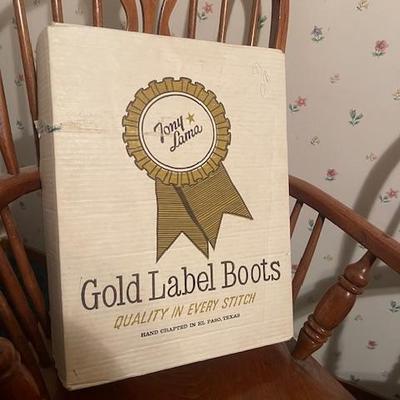 Tony
Lama
Gold Label Boots
QUALITY IN EVERY STITCH
HAND CRAFTED IN EL PASO, TEXAS